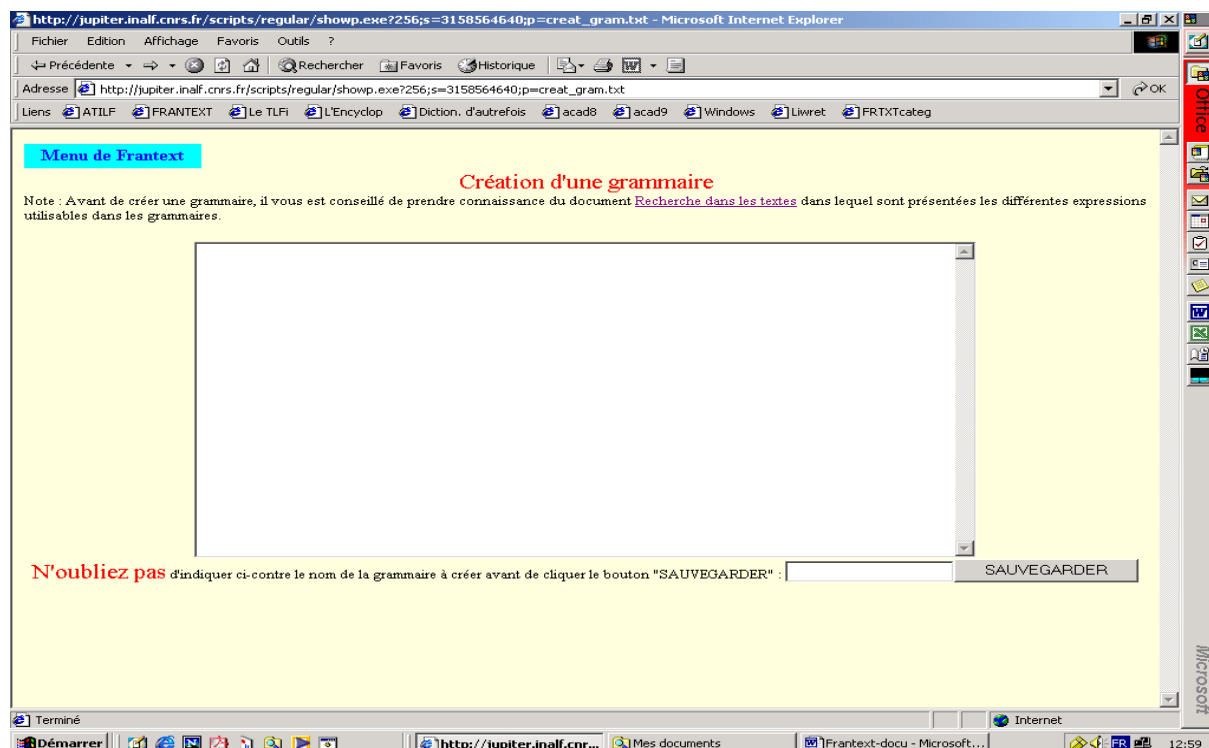 http://jupiter.inalf.cnrs.fr/scripts/regular/showp.exe?256;s=3158564640;p=creat_gram.txt - Microsoft Internet Explorer
Fichier Edition Affichage Favoris Outils ?
Précédente Rechercher Favoris Historique
Adresse http://jupiter.inalf.cnrs.fr/scripts/regular/showp.exe?256;s=3158564640;p=creat_gram.txt OK
Liens ATILF FRANTEXT Le TLFi L'Encyclop Diction. d'autrefois acad8 acad9 Windows Liwret FRTXTcateg
Office
Menu de Frantext
Création d'une grammaire
Note : Avant de créer une grammaire, il vous est conseillé de prendre connaissance du document Recherche dans les textes dans lequel sont présentées les différentes expressions
utilisables dans les grammaires.
N'oubliez pas d'indiquer ci-contre le nom de la grammaire à créer avant de cliquer le bouton "SAUVEGARDER" : SAUVEGARDER
Microsoft
Terminé Internet
Démarrer http://jupiter.inalf.cnr... Mes documents Frantext-docu - Microsoft... FR 12:59